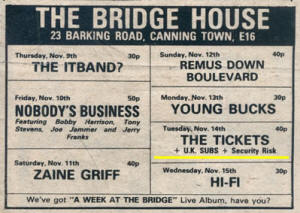 THE BRIDGE HOUSE
23 BARKING ROAD, CANNING TOWN, E16
Thursday, Nov. 9th 30p
THE ITBAND?
Friday, Nov. 10th 50p
NOBODY'S BUSINESS
Featuring Bobby Harrison, Tony
Stevens, Joe Jammer and Jerry
Franks
Saturday, Nov. 11th 40p
ZAINE GRIFF
Sunday, Nov. 12th 40p
REMUS DOWN
BOULEVARD
Monday, Nov. 13th 40p
YOUNG BUCKS
Tuesday, Nov. 14th 40p
THE TICKETS
+ U.K. SUBS + Security Risk
Wednesday, Nov. 15th 30p
HI-FI
We've got "A WEEK AT THE BRIDGE" Live Album, have you?